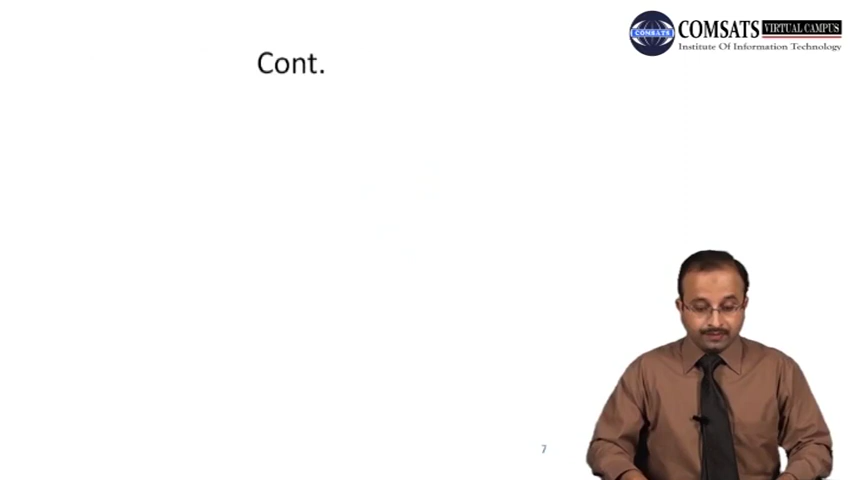 COMSATS VIRTUAL CAMPUS
COMSATS
Institute Of Information Technology
Cont.
7